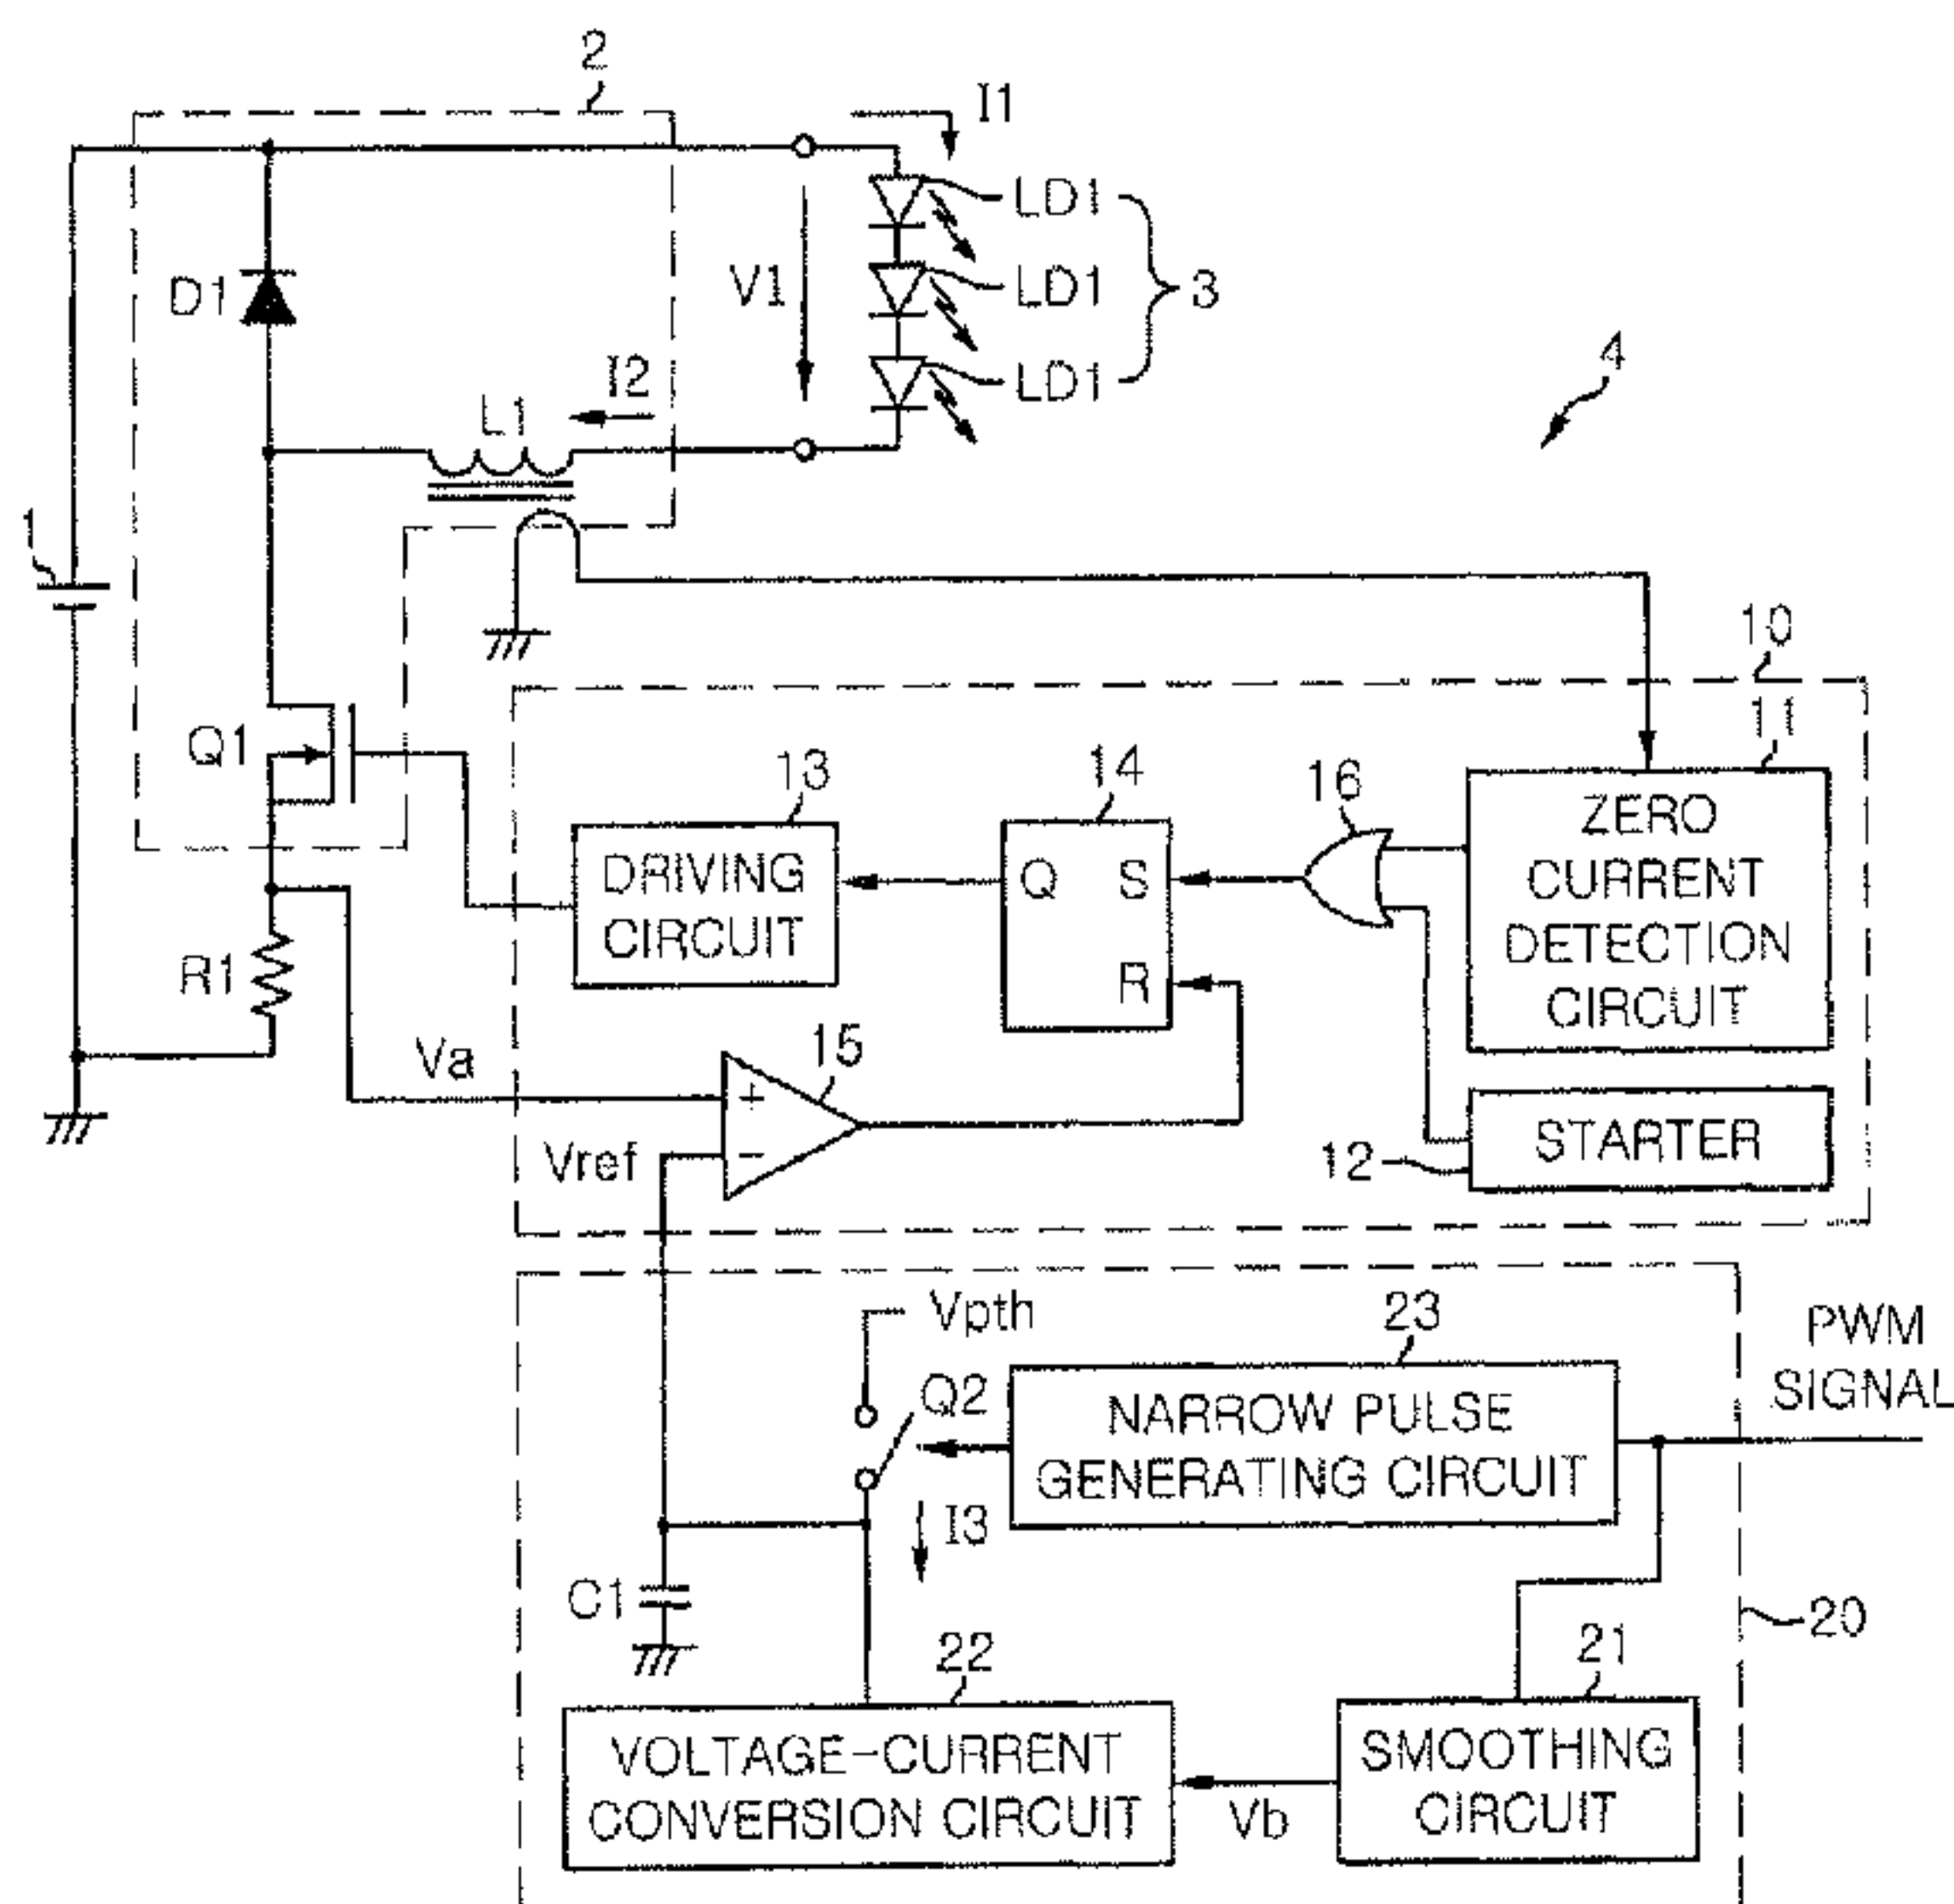 2
I1
LD1
D1
V1
LD1
3
I2
LD1
4
L1
1
10
11
Q1
13
14
16
ZERO
CURRENT
DETECTION
CIRCUIT
DRIVING
CIRCUIT
Q
S
R
R1
Va
15
+
−
Vref
12
STARTER
Vpth
23
PWM
SIGNAL
Q2
NARROW PULSE
GENERATING CIRCUIT
I3
C1
20
22
21
VOLTAGE-CURRENT
CONVERSION CIRCUIT
Vb
SMOOTHING
CIRCUIT